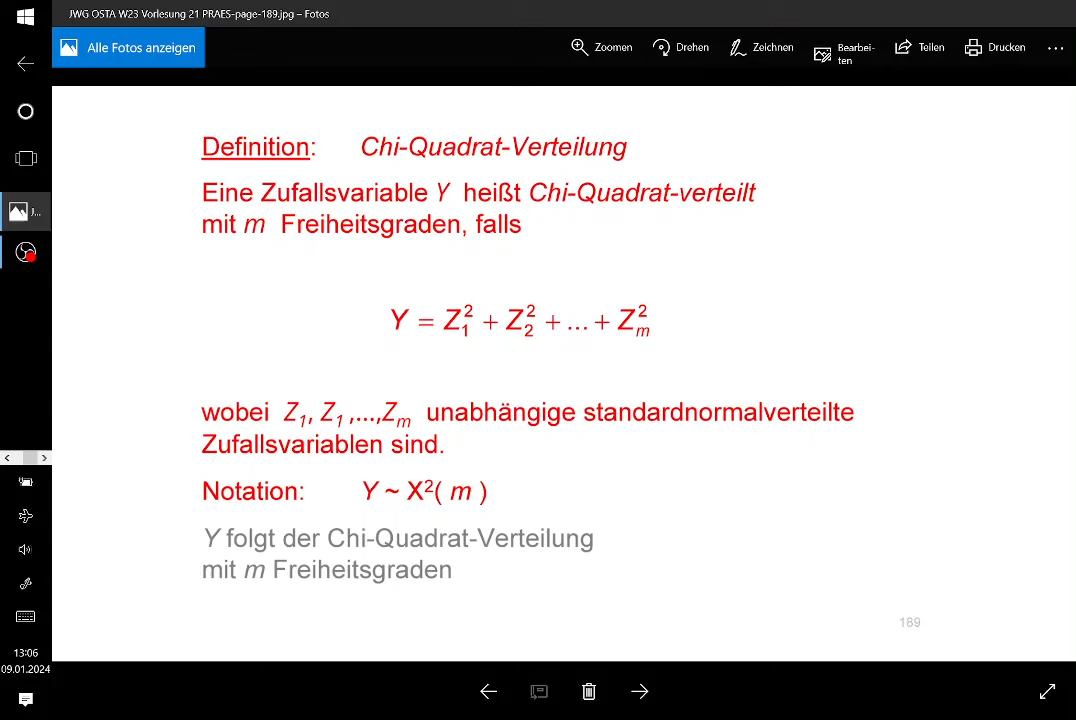 JWG OSTA W23 Vorlesung 21 PRAES-page-189.jpg – Fotos
Alle Fotos anzeigen
Zoomen
Drehen
Zeichnen
Bearbei-
ten
Teilen
Drucken
J...
Definition: Chi-Quadrat-Verteilung
Eine Zufallsvariable Y heißt Chi-Quadrat-verteilt
mit m Freiheitsgraden, falls
Y = Z₁² + Z₂² + ... + Zₘ²
wobei Z₁, Z₁ ,...,Zₘ unabhängige standardnormalverteilte
Zufallsvariablen sind.
Notation: Y ~ X²( m )
Y folgt der Chi-Quadrat-Verteilung
mit m Freiheitsgraden
189
13:06
09.01.2024